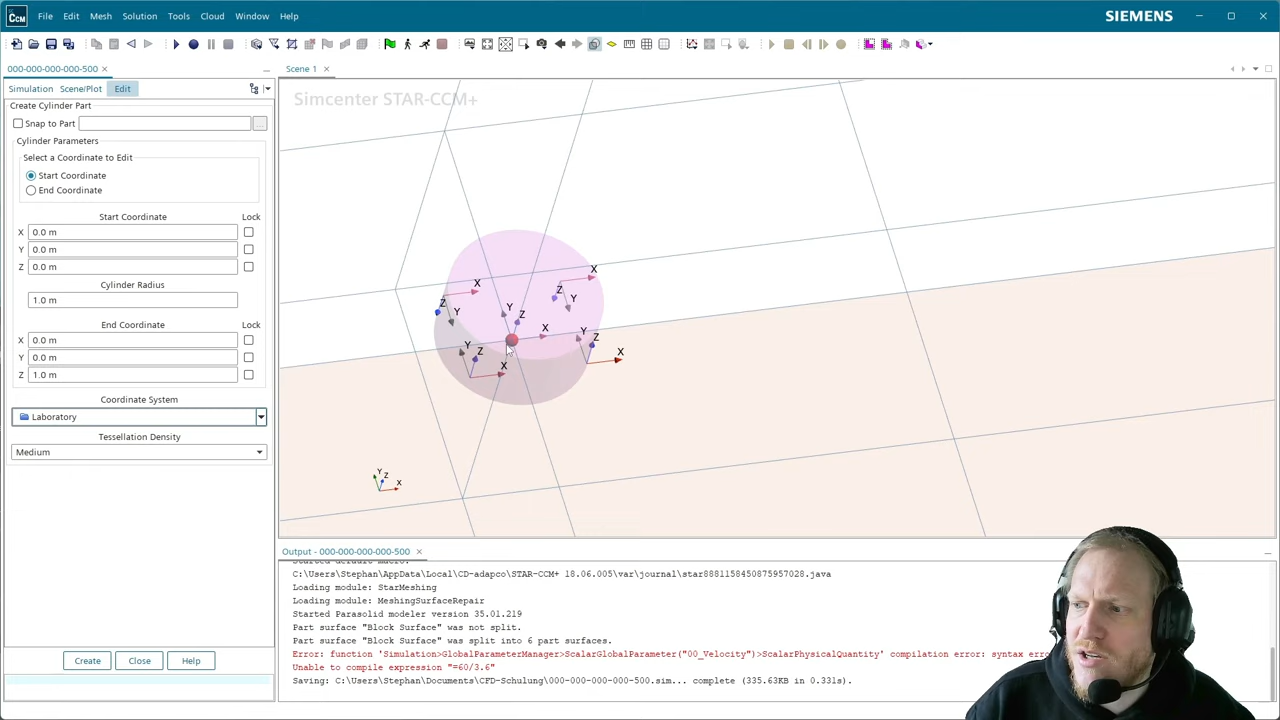 CCM
File Edit Mesh Solution Tools Cloud Window Help
SIEMENS
000-000-000-000-500
Scene 1
Simulation Scene/Plot Edit
Create Cylinder Part
Snap to Part
...
Cylinder Parameters
Select a Coordinate to Edit
Start Coordinate
End Coordinate
Start Coordinate Lock
X 0.0 m
Y 0.0 m
Z 0.0 m
Cylinder Radius
1.0 m
End Coordinate Lock
X 0.0 m
Y 0.0 m
Z 1.0 m
Coordinate System
Laboratory
Tessellation Density
Medium
Create Close Help
Simcenter STAR-CCM+
X
X
Z
Z
Y
Y
Y
Z
X
Y
Z
Y
Z
X
X
Y
Z
X
Output - 000-000-000-000-500
Started default macro:
C:\Users\Stephan\AppData\Local\CD-adapco\STAR-CCM+ 18.06.005\var\journal\star8881158450875957028.java
Loading module: StarMeshing
Loading module: MeshingSurfaceRepair
Started Parasolid modeler version 35.01.219
Part surface "Block Surface" was not split.
Part surface "Block Surface" was split into 6 part surfaces.
Error: function 'Simulation>GlobalParameterManager>ScalarGlobalParameter("00_Velocity")>ScalarPhysicalQuantity' compilation error: syntax erro
Unable to compile expression "=60/3.6"
Saving: C:\Users\Stephan\Documents\CFD-Schulung\000-000-000-000-500.sim... complete (335.63KB in 0.33ls).